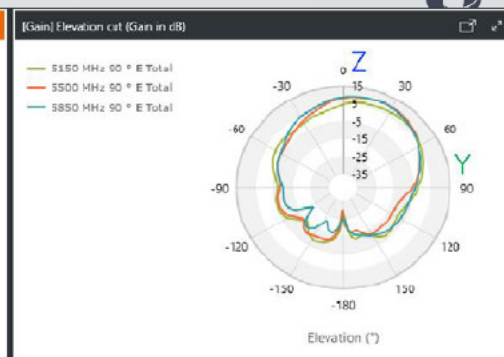 [Gain] Elevation cut (Gain in dB)
5150 MHz 90 ° E Total
5500 MHz 90 ° E Total
5850 MHz 90 ° E Total
0 Z
-30 15 30
5
-5
-60 -15 60
-25
-35 Y
-90 90
-120 120
-150 150
-180
Elevation (°)